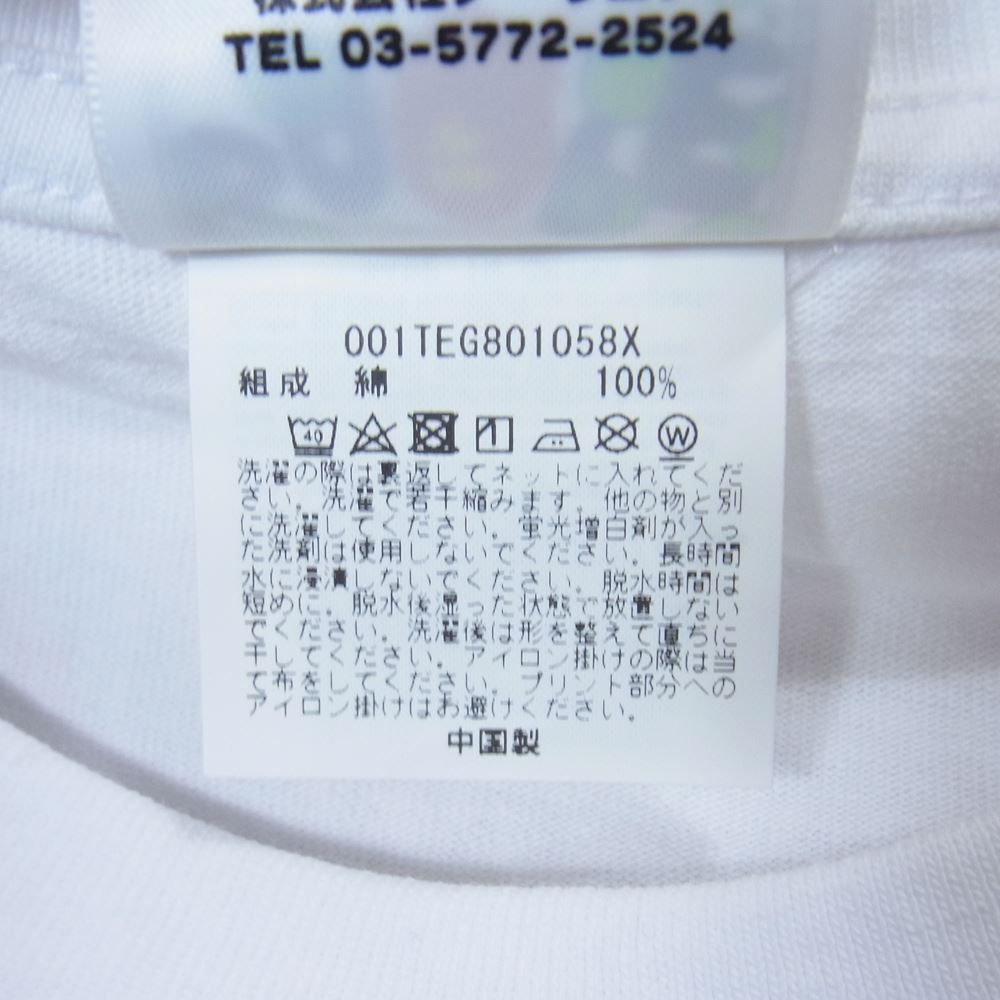 TEL 03-5772-2524
001TEG801058X
組成 綿 100%
40 W
洗濯の際は裏返してネットに入れてくだ
さい。洗濯で若干縮みます。他の物と別
に洗濯してください。蛍光増白剤が入っ
た洗剤は使用しないでください。長時間
水に浸漬しないでください。脱水時間は
短めに。脱水後湿った状態で放置しない
でください。洗濯後は形を整え直ちに
干してください。アイロン掛けの際は当
て布をしてください。プリント部分への
アイロン掛けはお避けください。
中国製